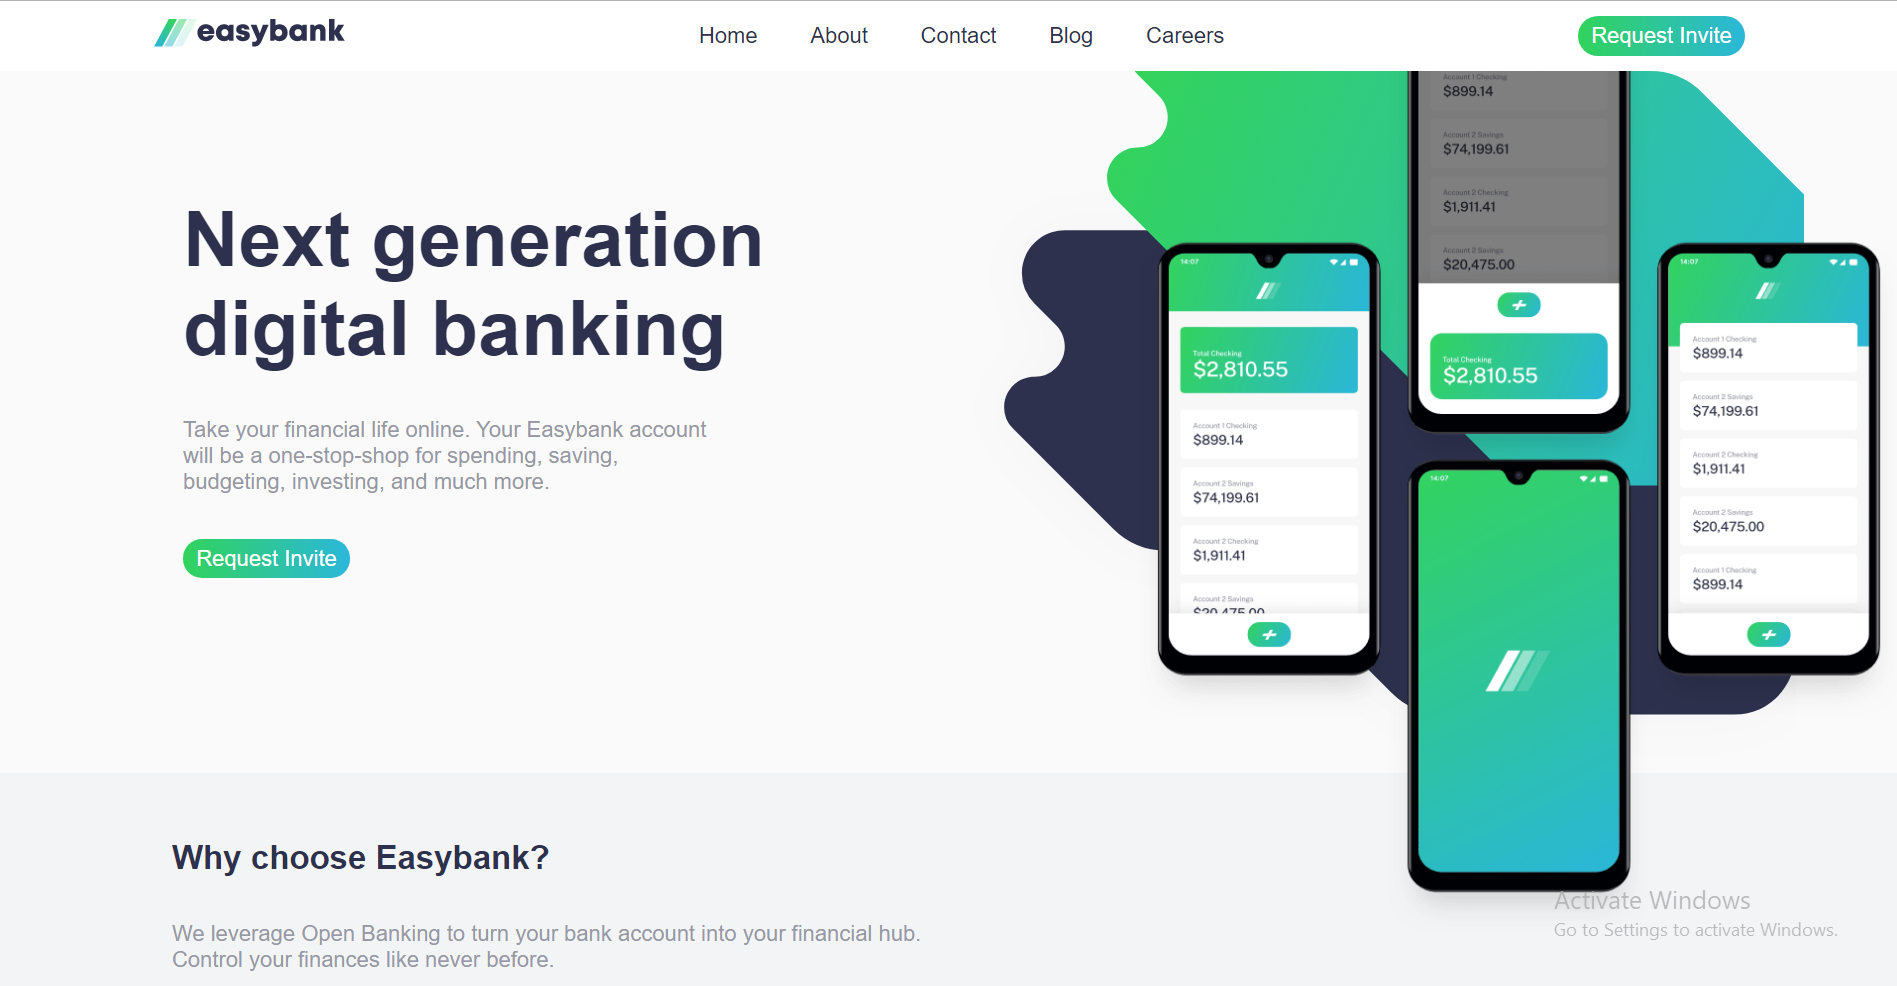 easybank
Home About Contact Blog Careers
Request Invite
Next generation
digital banking
Take your financial life online. Your Easybank account
will be a one-stop-shop for spending, saving,
budgeting, investing, and much more.
Request Invite
14:07
Total Checking
$2,810.55
Account 1 Checking
$899.14
Account 2 Savings
$74,199.61
Account 2 Checking
$1,911.41
Account 2 Savings
$20,475.00
Account 1 Checking
$899.14
Account 2 Savings
$74,199.61
Account 2 Checking
$1,911.41
Account 2 Savings
$20,475.00
Total Checking
$2,810.55
14:07
14:07
Account 1 Checking
$899.14
Account 2 Savings
$74,199.61
Account 2 Checking
$1,911.41
Account 2 Savings
$20,475.00
Account 1 Checking
$899.14
Why choose Easybank?
We leverage Open Banking to turn your bank account into your financial hub.
Control your finances like never before.
Activate Windows
Go to Settings to activate Windows.